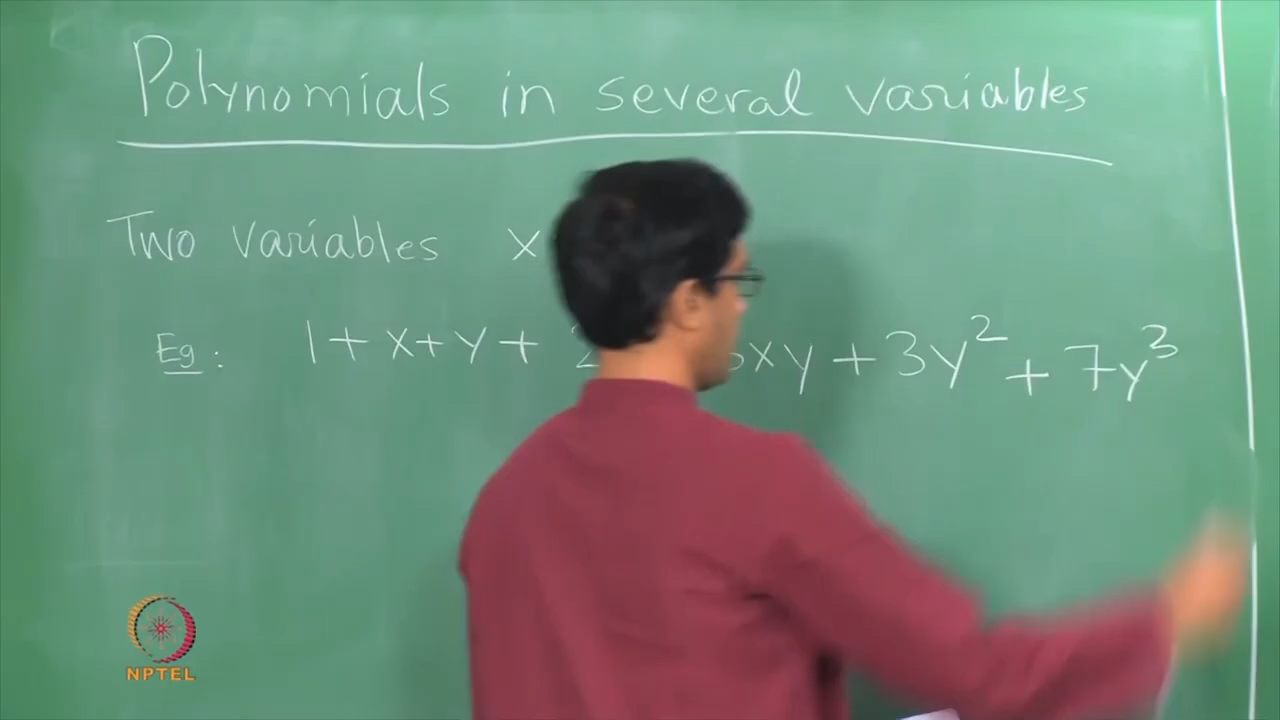 Polynomials in several variables
Two variables x
Eg: 1 + x + y + 2 xy + 3y² + 7y³
NPTEL